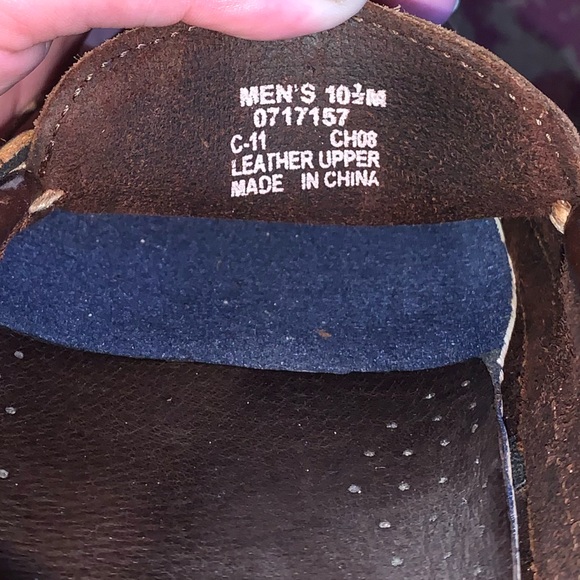 MEN'S 10½M
0717157
C-11 CH08
LEATHER UPPER
MADE IN CHINA